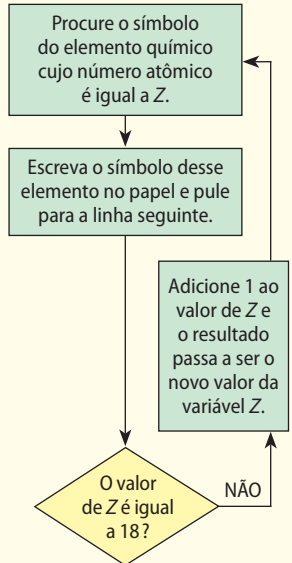 Procure o símbolo
do elemento químico
cujo número atômico
é igual a Z.
Escreva o símbolo desse
elemento no papel e pule
para a linha seguinte.
Adicione 1 ao
valor de Z e
o resultado
passa a ser o
novo valor da
variável Z.
O valor
de Z é igual
a 18?
NÃO